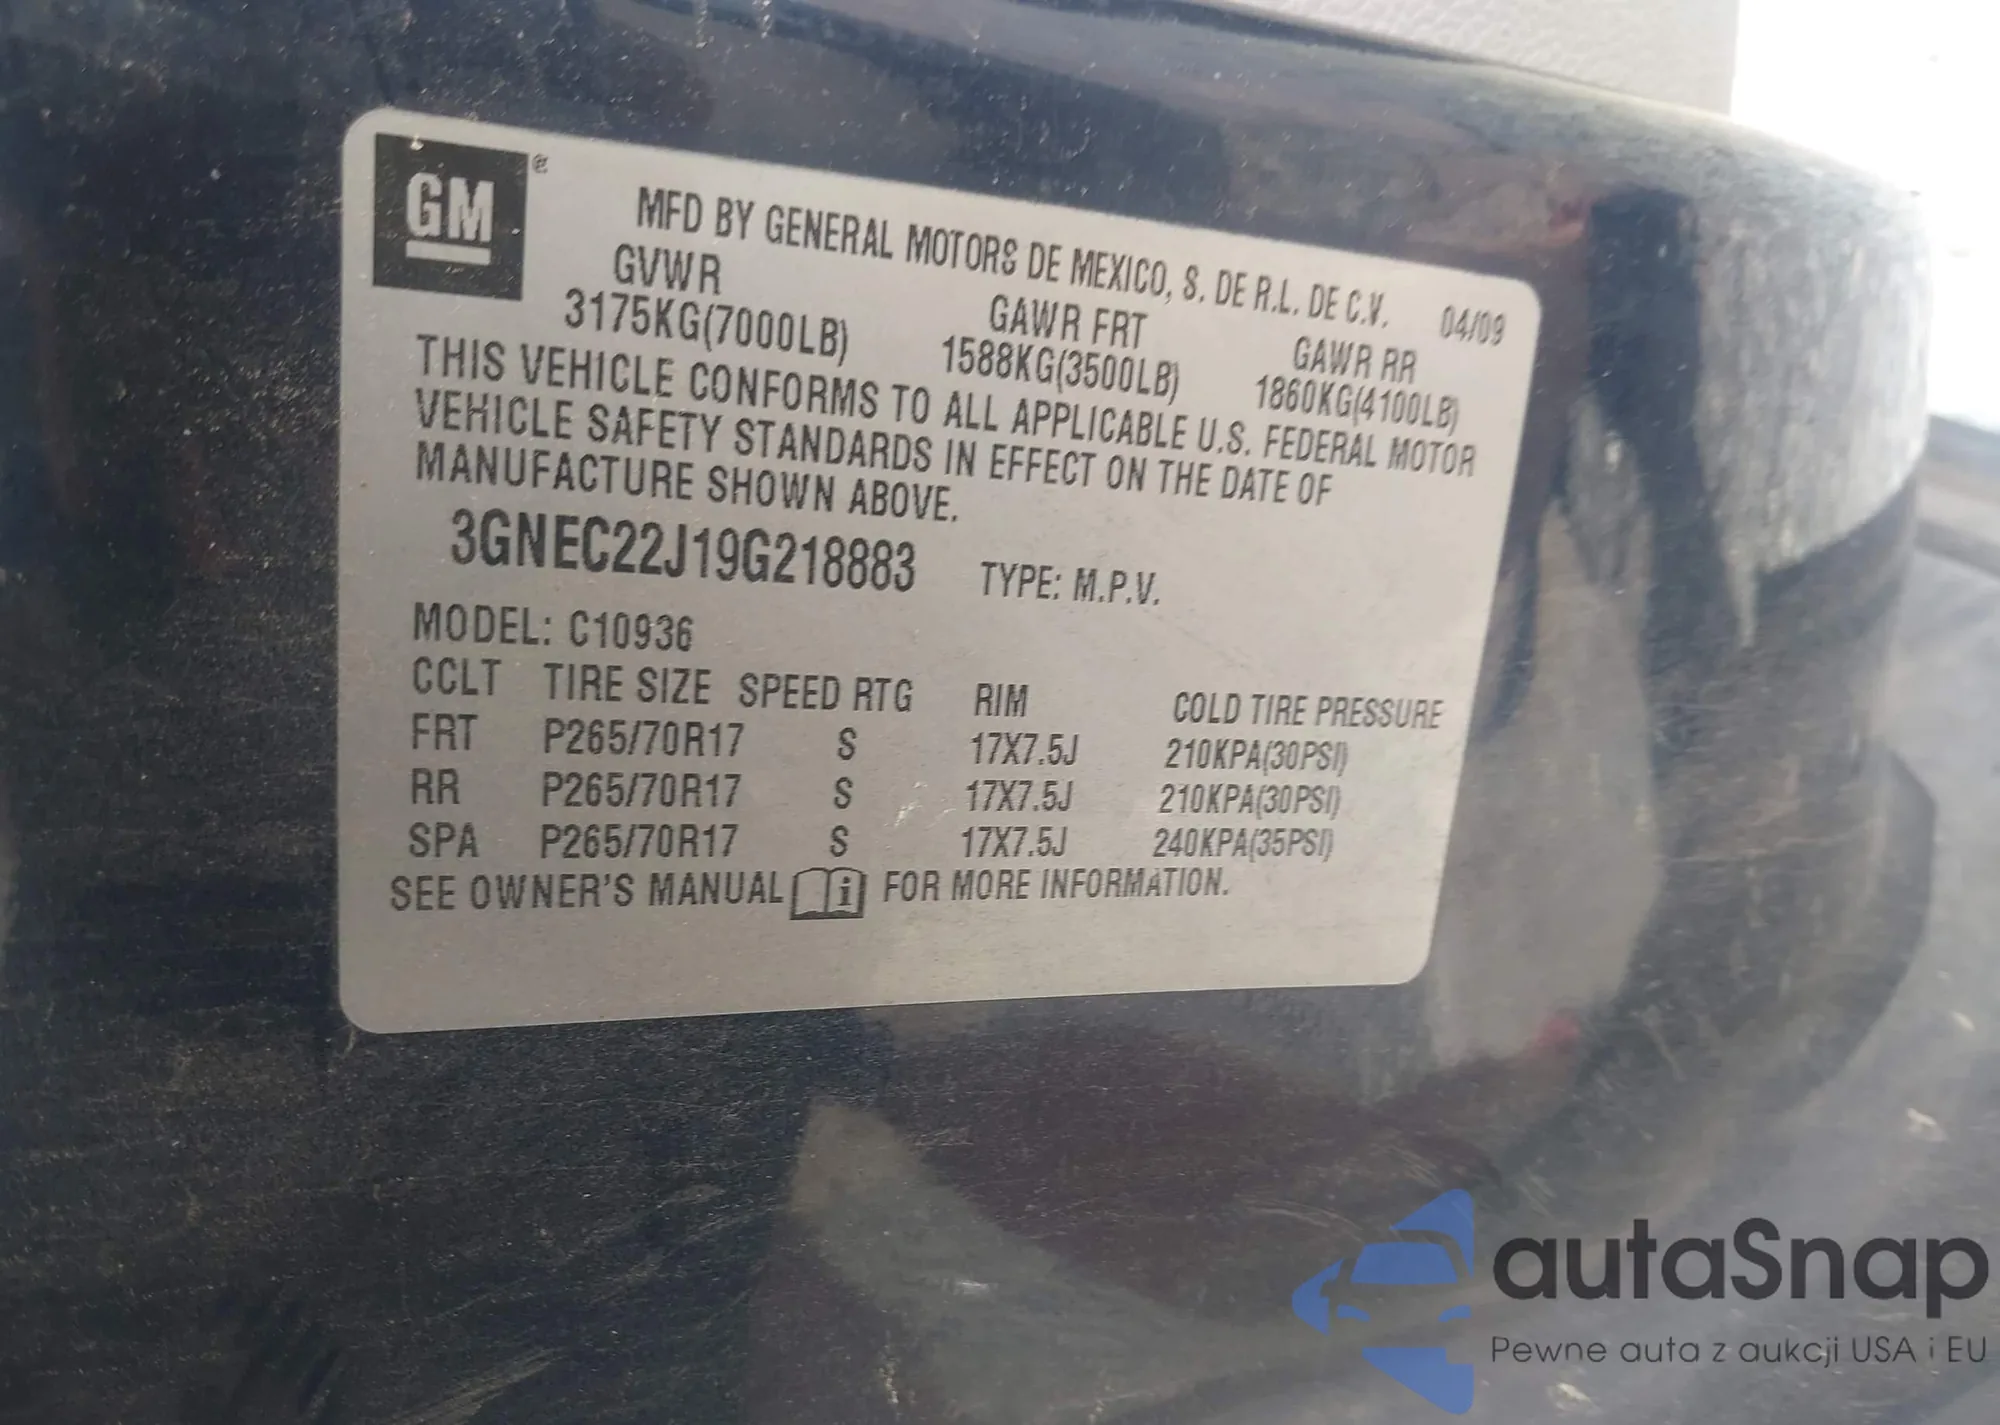 GM ®
MFD BY GENERAL MOTORS DE MEXICO, S. DE R.L. DE C.V. 04/09
GVWR GAWR FRT GAWR RR
3175KG(7000LB) 1588KG(3500LB) 1860KG(4100LB)
THIS VEHICLE CONFORMS TO ALL APPLICABLE U.S. FEDERAL MOTOR
VEHICLE SAFETY STANDARDS IN EFFECT ON THE DATE OF
MANUFACTURE SHOWN ABOVE.
3GNEC22J19G218883 TYPE: M.P.V.
MODEL: C10936
CCLT TIRE SIZE SPEED RTG RIM COLD TIRE PRESSURE
FRT P265/70R17 S 17X7.5J 210KPA(30PSI)
RR P265/70R17 S 17X7.5J 210KPA(30PSI)
SPA P265/70R17 S 17X7.5J 240KPA(35PSI)
SEE OWNER'S MANUAL i FOR MORE INFORMATION.
autaSnap
Pewne auta z aukcji USA i EU